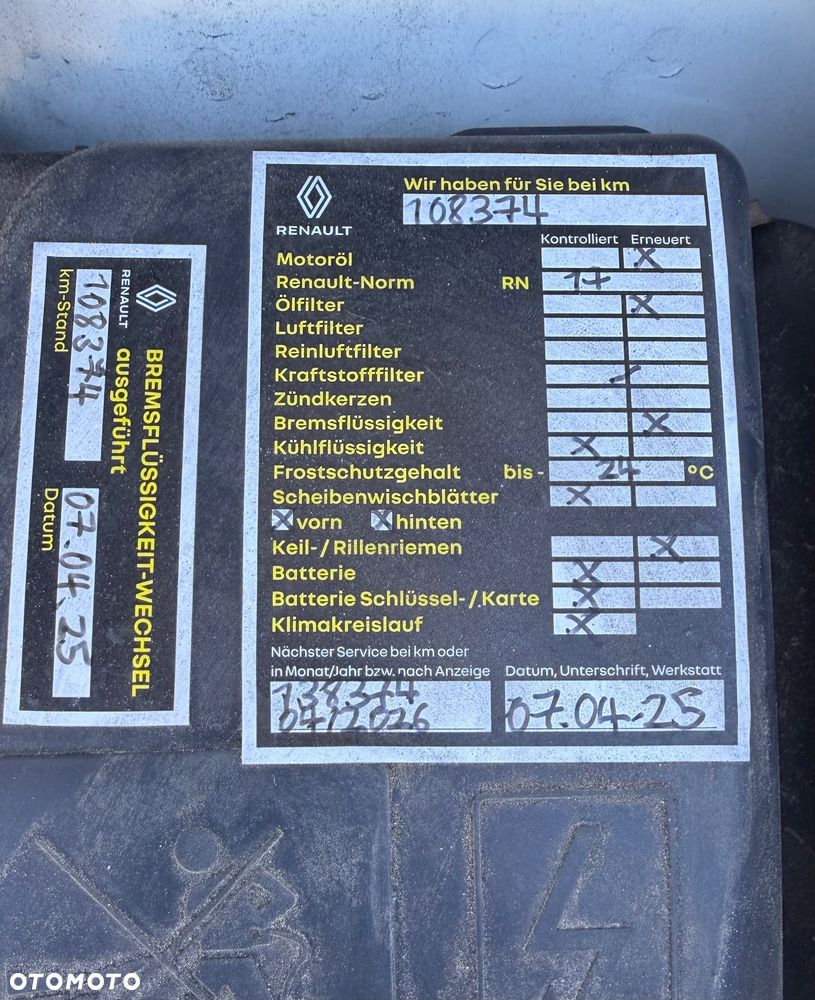 RENAULT
BREMSFLÜSSIGKEIT-WECHSEL
ausgeführt
km-Stand
108374
Datum
07.04.25
RENAULT
Wir haben für Sie bei km
108374
Kontrolliert Erneuert
Motoröl X
Renault-Norm RN 17
Ölfilter X
Luftfilter
Reinluftfilter
Kraftstofffilter -
Zündkerzen
Bremsflüssigkeit X
Kühlflüssigkeit X
Frostschutzgehalt bis - 24 °C
Scheibenwischblätter X
X vorn X hinten
Keil-/Rillenriemen X
Batterie X
Batterie Schlüssel-/Karte X
Klimakreislauf X
Nächster Service bei km oder
in Monat/Jahr bzw. nach Anzeige
138374
04/2026
Datum, Unterschrift, Werkstatt
07.04.25
OTOMOTO